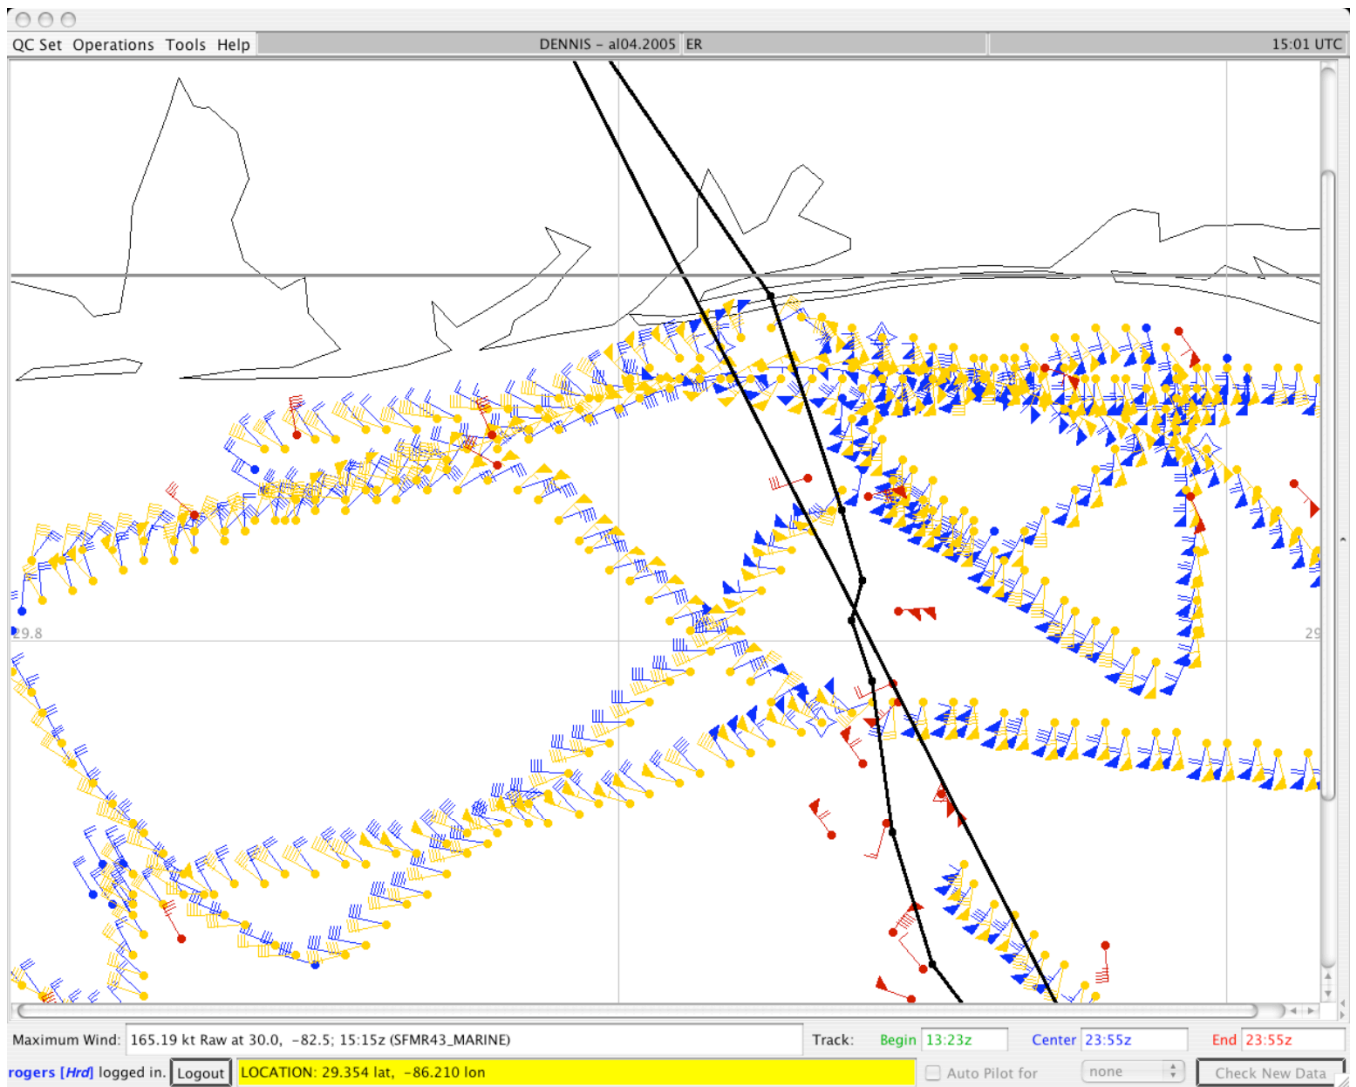 QC Set Operations Tools Help DENNIS - al04.2005 ER 15:01 UTC
29.8 29
Maximum Wind: 165.19 kt Raw at 30.0, -82.5; 15:15z (SFMR43_MARINE) Track: Begin 13:23z Center 23:55z End 23:55z
rogers [Hrd] logged in. Logout LOCATION: 29.354 lat, -86.210 lon Auto Pilot for none Check New Data